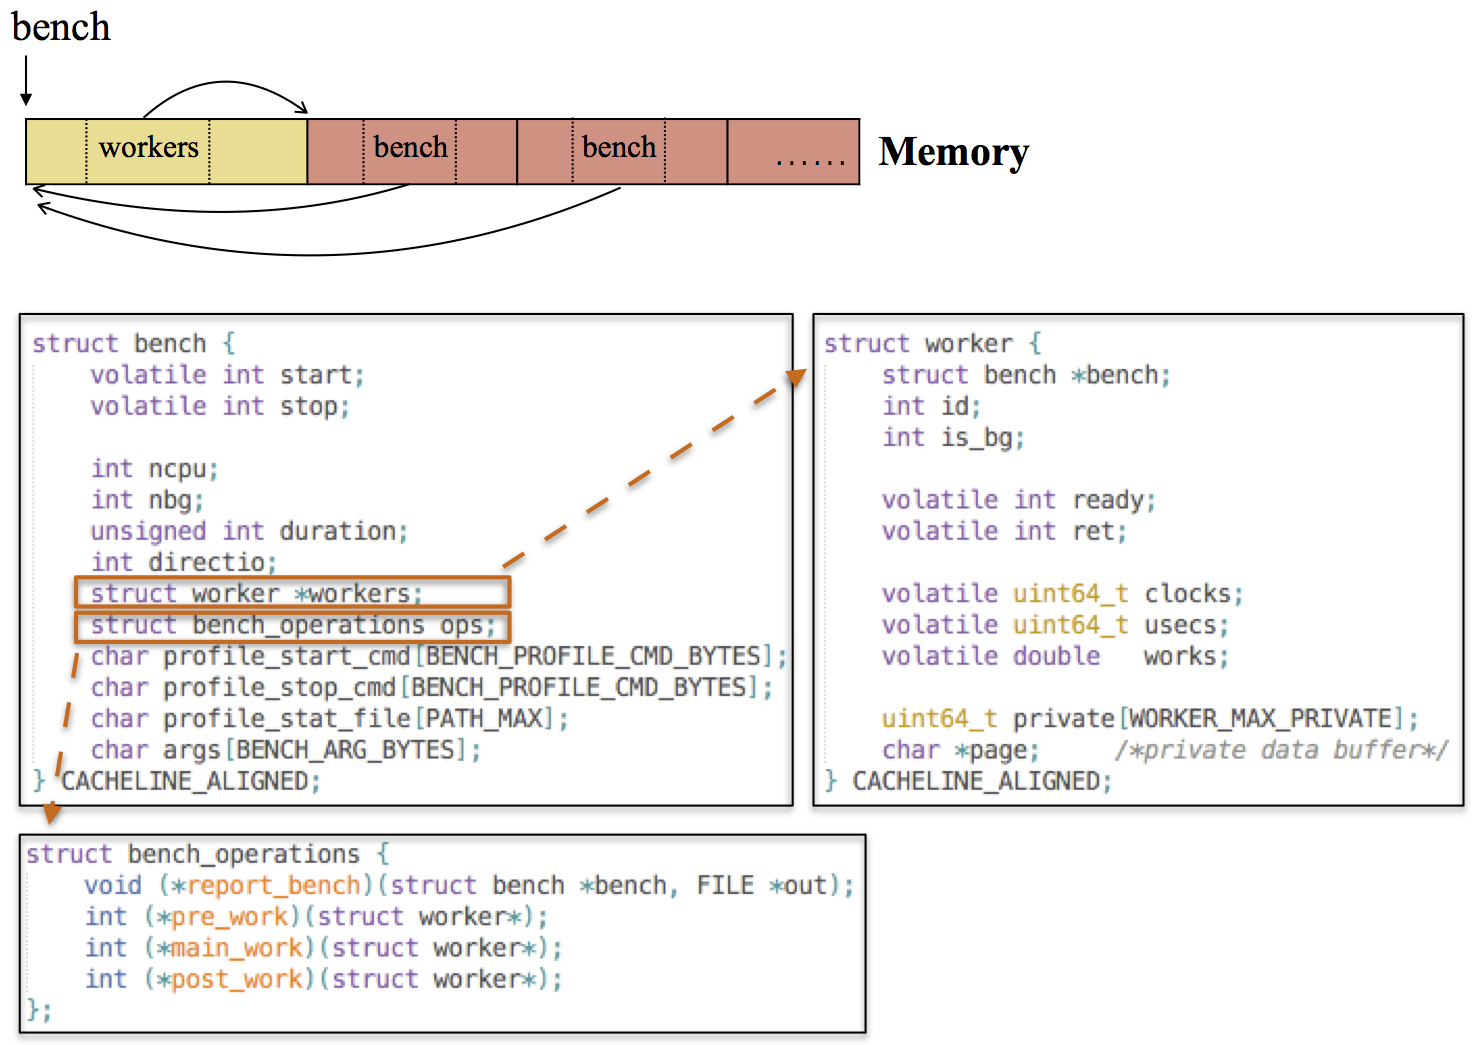 bench
workers bench bench ...... Memory
struct bench {
    volatile int start;
    volatile int stop;

    int ncpu;
    int nbg;
    unsigned int duration;
    int directio;
    struct worker *workers;
    struct bench_operations ops;
    char profile_start_cmd[BENCH_PROFILE_CMD_BYTES];
    char profile_stop_cmd[BENCH_PROFILE_CMD_BYTES];
    char profile_stat_file[PATH_MAX];
    char args[BENCH_ARG_BYTES];
} CACHELINE_ALIGNED;
struct worker {
    struct bench *bench;
    int id;
    int is_bg;

    volatile int ready;
    volatile int ret;

    volatile uint64_t clocks;
    volatile uint64_t usecs;
    volatile double   works;

    uint64_t private[WORKER_MAX_PRIVATE];
    char *page;     /*private data buffer*/
} CACHELINE_ALIGNED;
struct bench_operations {
    void (*report_bench)(struct bench *bench, FILE *out);
    int (*pre_work)(struct worker*);
    int (*main_work)(struct worker*);
    int (*post_work)(struct worker*);
};